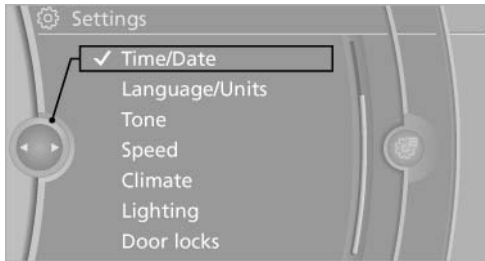 Settings
Time/Date
Language/Units
Tone
Speed
Climate
Lighting
Door locks